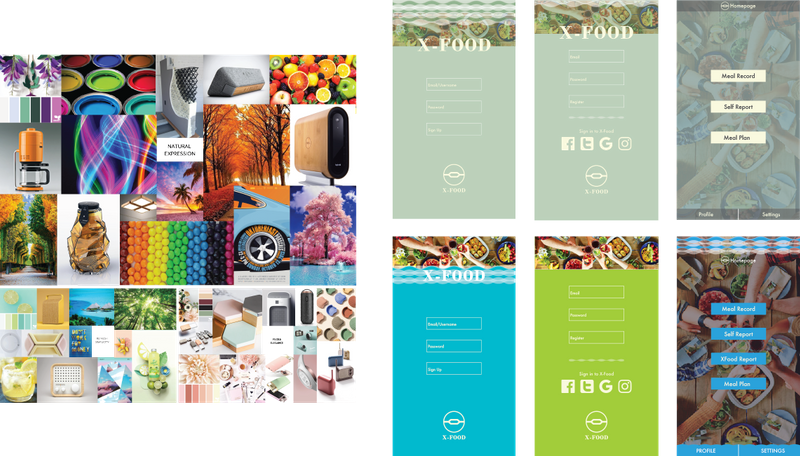 NATURAL
EXPRESSION
X-FOOD
Email/Username
Password
Sign Up
X-FOOD
X-FOOD
Email
Password
Register
Sign in to X-Food
X-FOOD
Homepage
Meal Record
Self Report
Meal Plan
Profile
Settings
X-FOOD
Email/Username
Password
Sign Up
X-FOOD
Email
Password
Register
Sign in to X-Food
X-FOOD
Homepage
Meal Record
Self Report
XFood Report
Meal Plan
PROFILE
SETTINGS